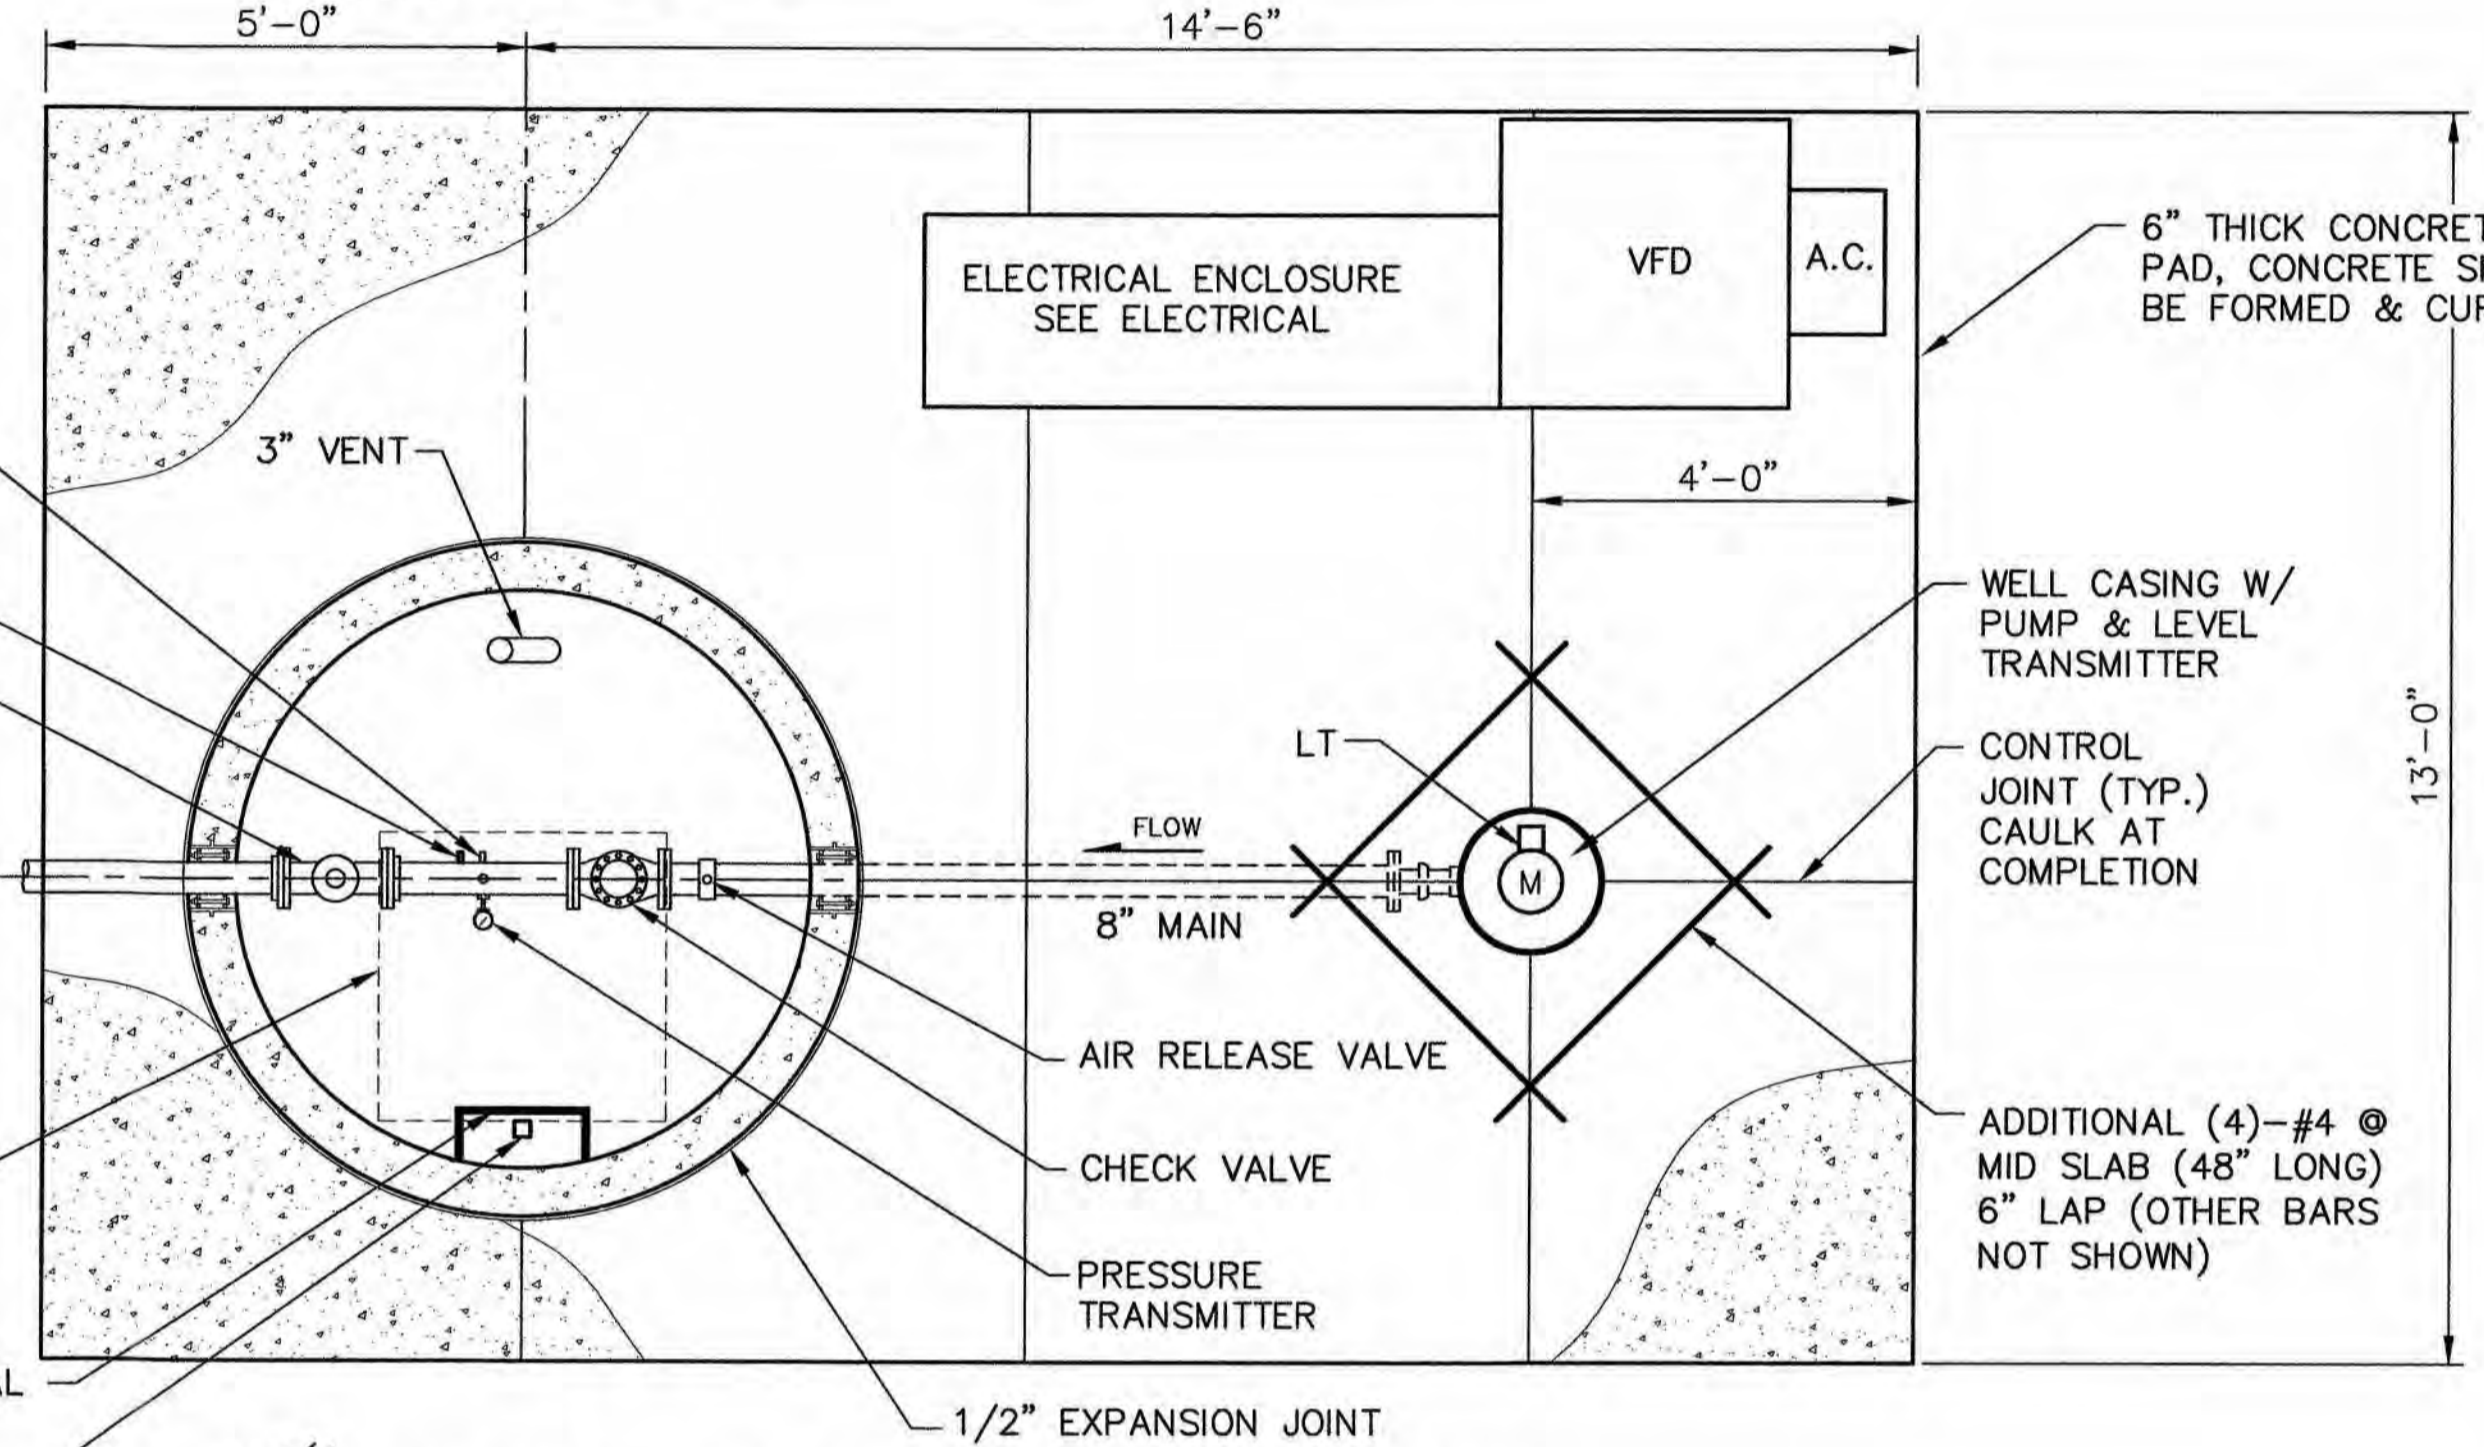 5'-0"
14'-6"
6" THICK CONCRET
PAD, CONCRETE
BE FORMED &
ELECTRICAL ENCLOSURE
SEE ELECTRICAL
VFD
A.C.
3" VENT
4'-0"
WELL CASING W/
PUMP & LEVEL
TRANSMITTER
13'-0"
LT
CONTROL
JOINT (TYP.)
CAULK AT
COMPLETION
FLOW
M
8" MAIN
AIR RELEASE VALVE
ADDITIONAL (4)-#4 @
MID SLAB (48" LONG)
6" LAP (OTHER BARS
NOT SHOWN)
CHECK VALVE
PRESSURE
TRANSMITTER
AL
1/2" EXPANSION JOINT